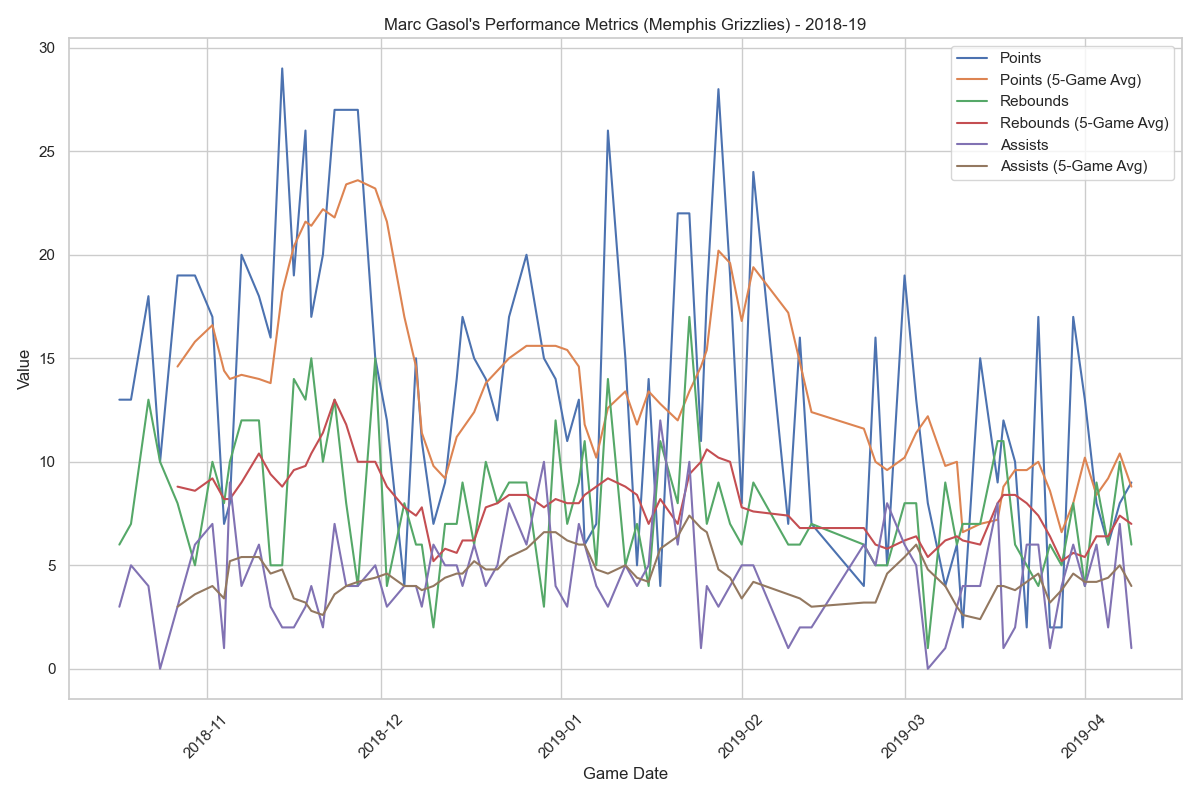 Marc Gasol's Performance Metrics (Memphis Grizzlies) - 2018-19
Points
Points (5-Game Avg)
Rebounds
Rebounds (5-Game Avg)
Assists
Assists (5-Game Avg)
Value
30
25
20
15
10
5
0
2018-11
2018-12
2019-01
2019-02
2019-03
2019-04
Game Date